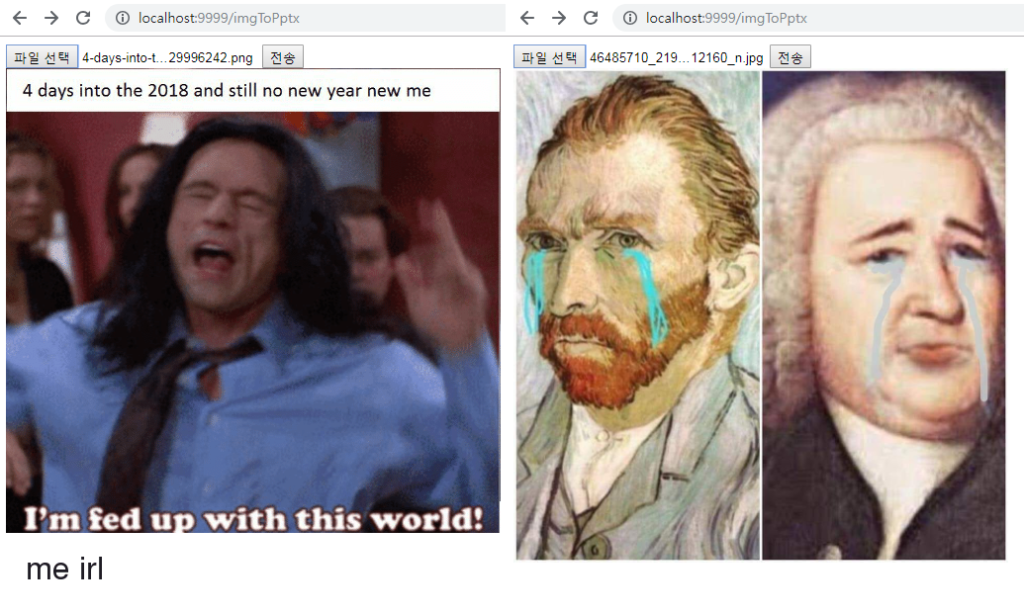 localhost:9999/imgToPptx
파일 선택 4-days-into-t...29996242.png 전송
4 days into the 2018 and still no new year new me
I'm fed up with this world!
me irl
localhost:9999/imgToPptx
파일 선택 46485710_219...12160_n.jpg 전송